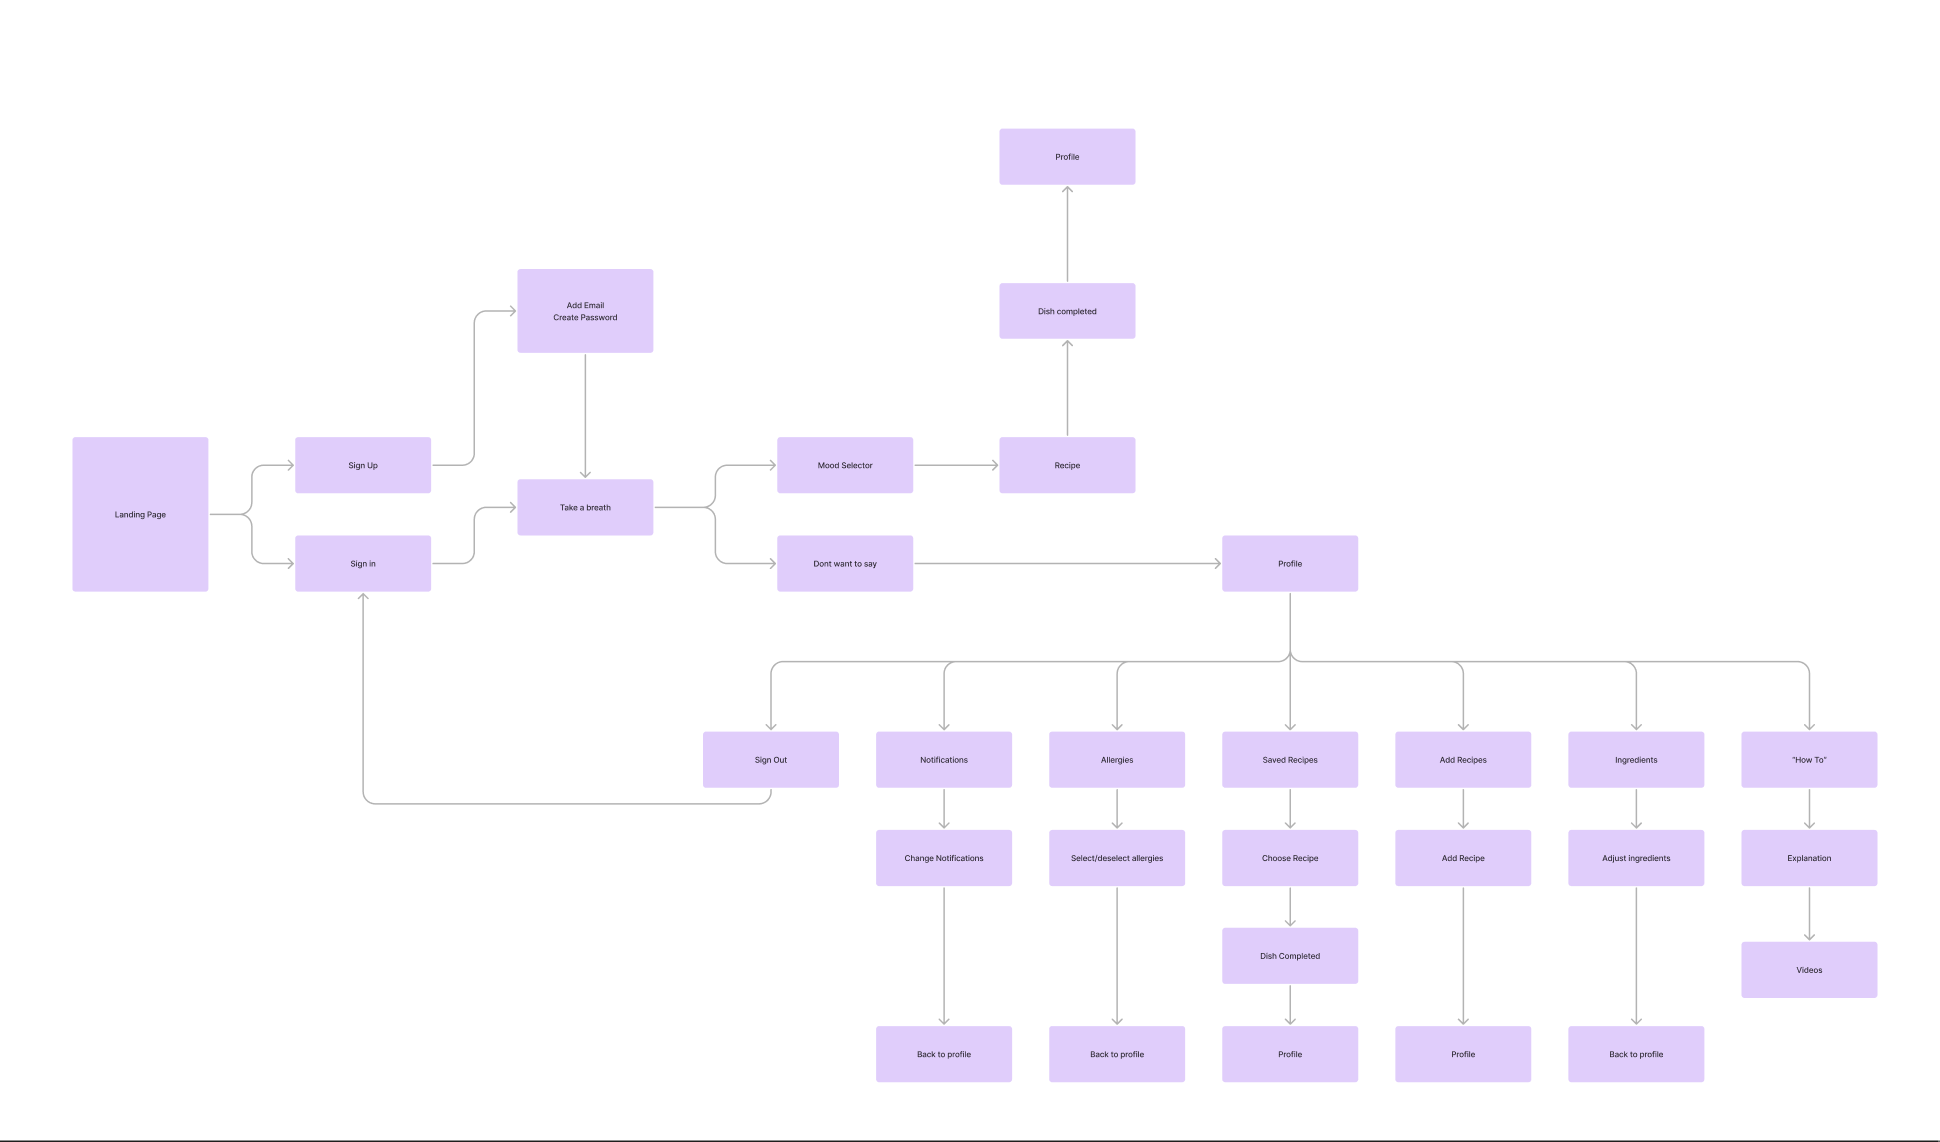 Profile
Add Email
Create Password
Dish completed
Landing Page
Sign Up
Sign in
Take a breath
Mood Selector
Recipe
Dont want to say
Profile
Sign Out
Notifications
Allergies
Saved Recipes
Add Recipes
Ingredients
"How To"
Change Notifications
Select/deselect allergies
Choose Recipe
Add Recipe
Adjust ingredients
Explanation
Dish Completed
Videos
Back to profile
Back to profile
Profile
Profile
Back to profile